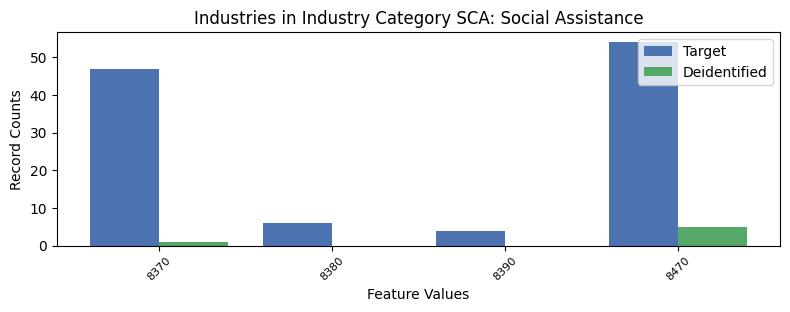 Industries in Industry Category SCA: Social Assistance
Record Counts
50
40
30
20
10
0
Target
Deidentified
8370
8380
8390
8470
Feature Values